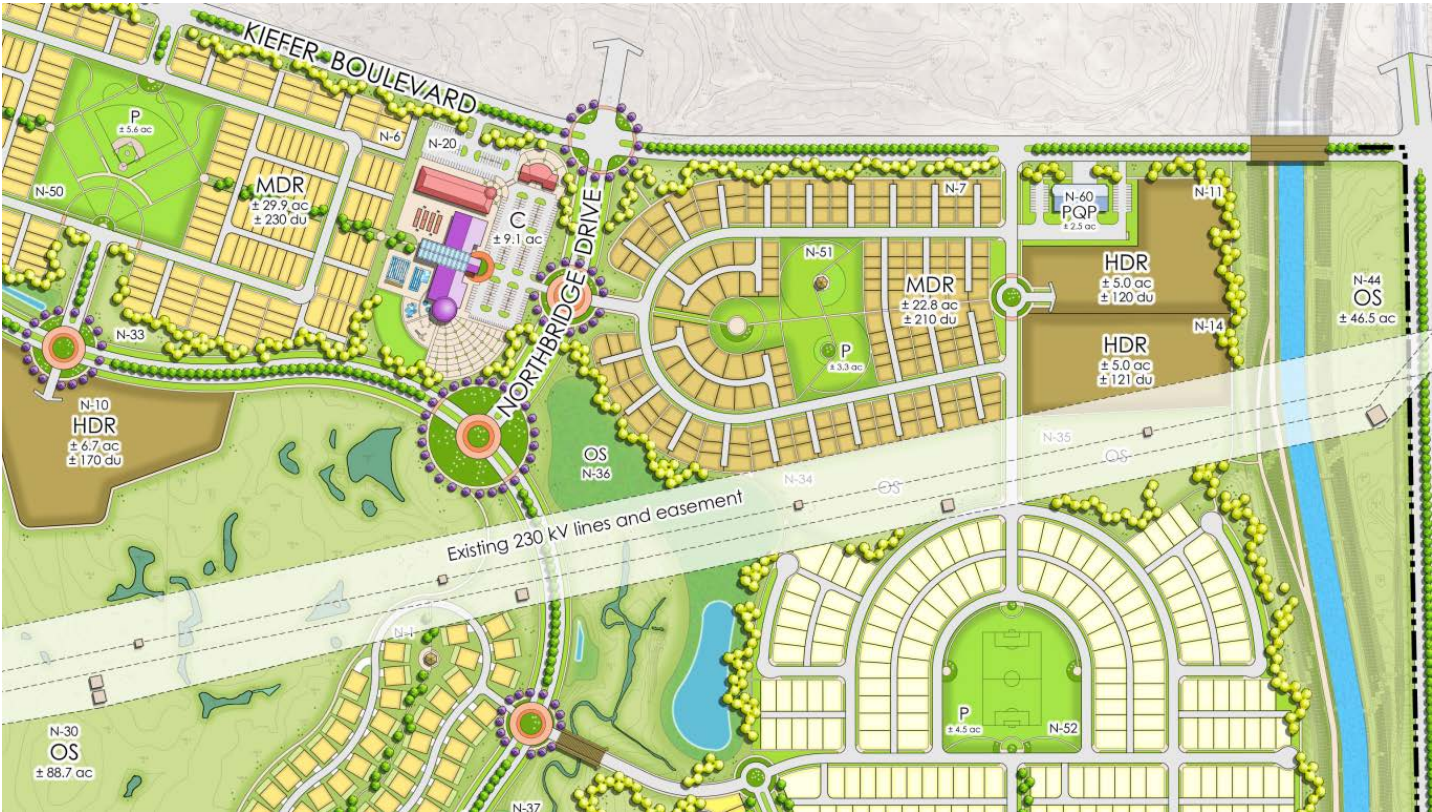 KIEFER BOULEVARD
P
± 5.6 ac
N-6
N-20
N-50
MDR
± 29.9 ac
± 230 du
C
± 9.1 ac
NORTHBRIDGE DRIVE
N-7
N-60
PQP
± 2.5 ac
N-11
N-51
MDR
± 22.8 ac
± 210 du
HDR
± 5.0 ac
± 120 du
N-44
OS
± 46.5 ac
N-33
N-14
HDR
± 5.0 ac
± 121 du
P
± 3.3 ac
N-10
HDR
± 6.7 ac
± 170 du
OS
N-36
N-35
OS
N-34
OS
Existing 230 kV lines and easement
N-1
N-30
OS
± 88.7 ac
P
± 4.5 ac
N-52
N-37